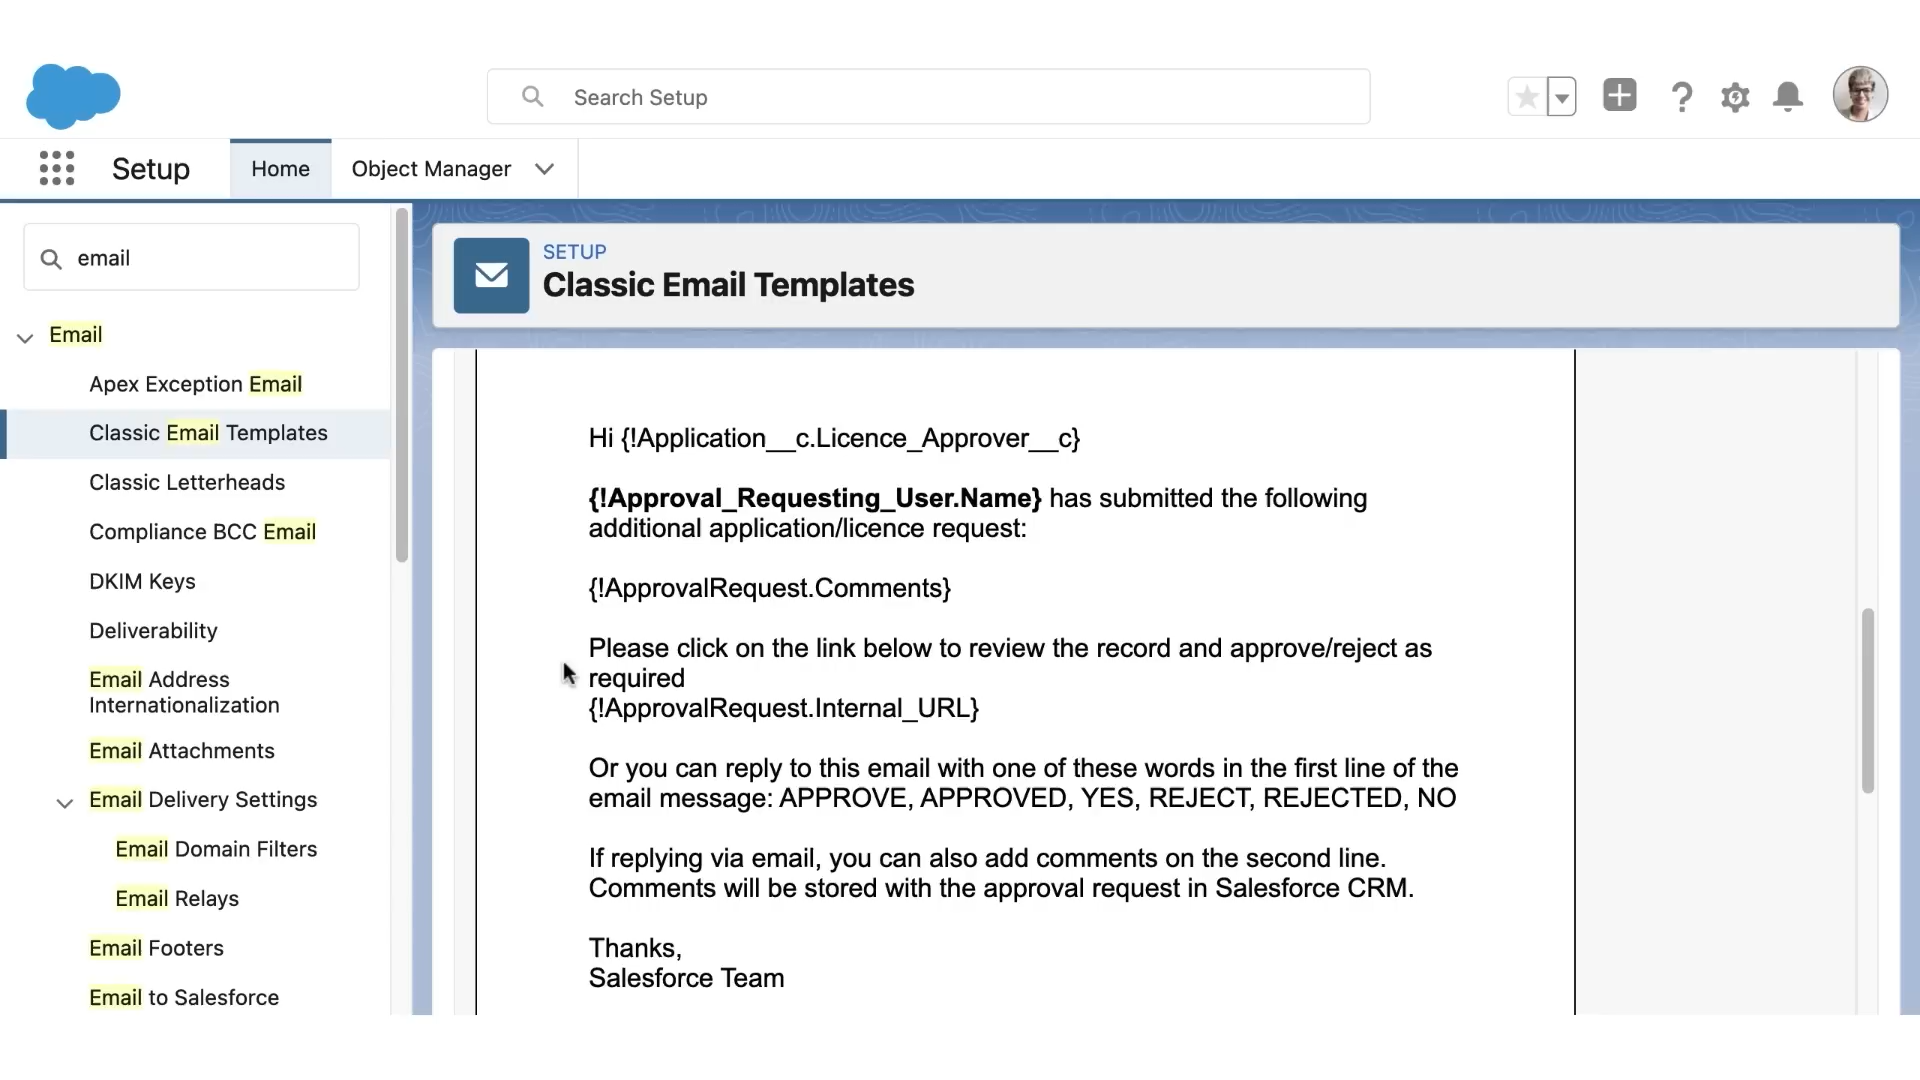 Search Setup
Setup
Home
Object Manager
email
Email
Apex Exception Email
Classic Email Templates
Classic Letterheads
Compliance BCC Email
DKIM Keys
Deliverability
Email Address
Internationalization
Email Attachments
Email Delivery Settings
Email Domain Filters
Email Relays
Email Footers
Email to Salesforce
SETUP
Classic Email Templates
Hi {!Application__c.Licence_Approver__c}
{!Approval_Requesting_User.Name} has submitted the following
additional application/licence request:
{!ApprovalRequest.Comments}
Please click on the link below to review the record and approve/reject as
required
{!ApprovalRequest.Internal_URL}
Or you can reply to this email with one of these words in the first line of the
email message: APPROVE, APPROVED, YES, REJECT, REJECTED, NO
If replying via email, you can also add comments on the second line.
Comments will be stored with the approval request in Salesforce CRM.
Thanks,
Salesforce Team